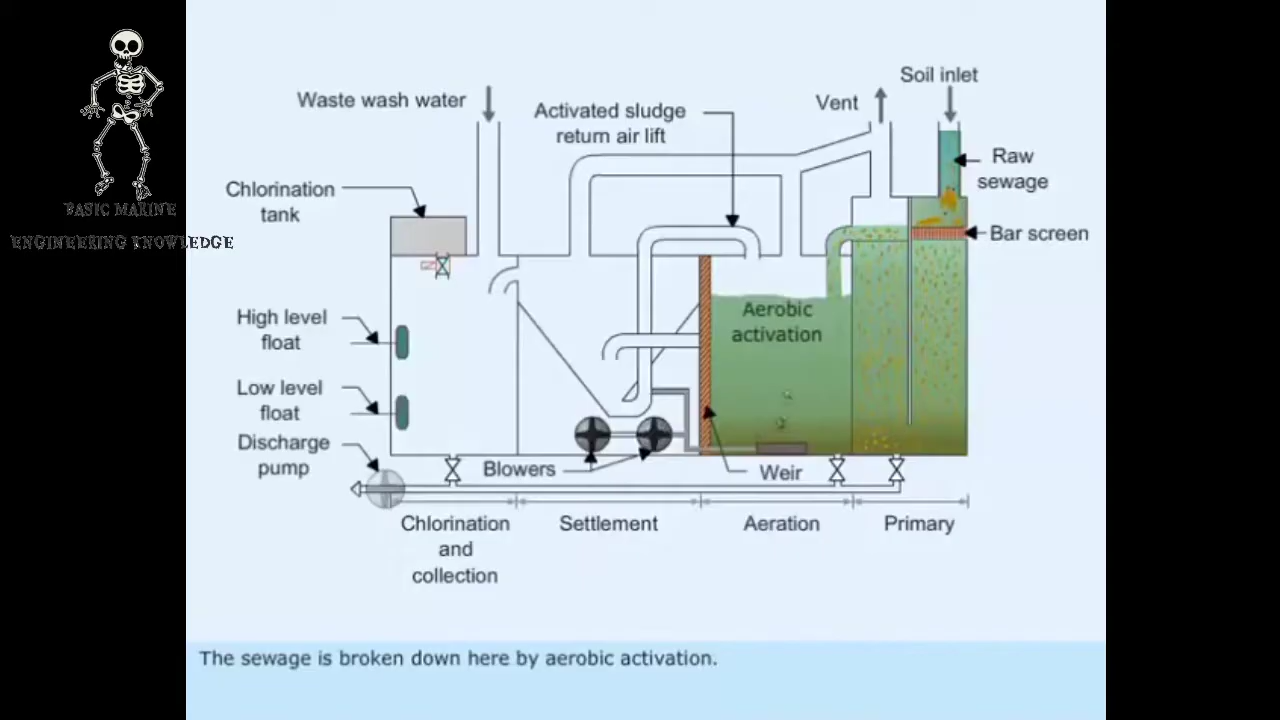 Soil inlet
Waste wash water
Activated sludge
return air lift
Vent
Raw
sewage
Chlorination
tank
BASIC MARINE
ENGINEERING KNOWLEDGE
Bar screen
High level
float
Aerobic
activation
Low level
float
Discharge
pump
Blowers
Weir
Chlorination
and
collection
Settlement
Aeration
Primary
The sewage is broken down here by aerobic activation.